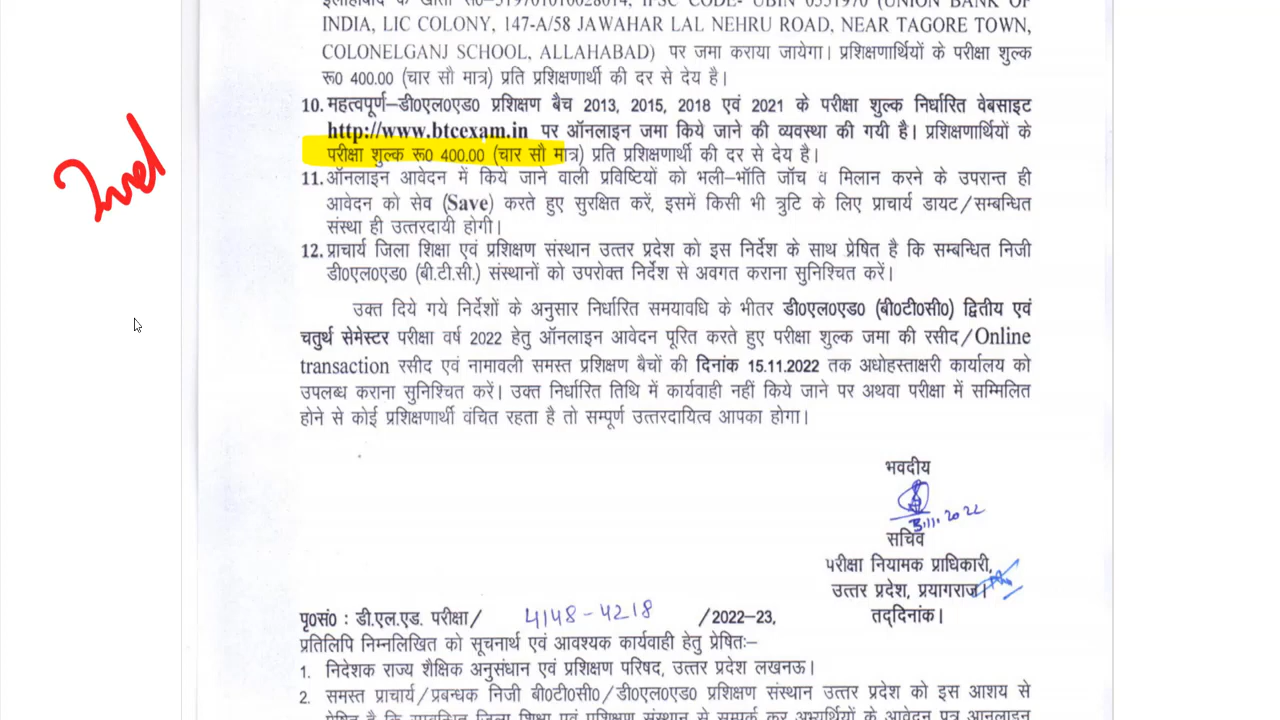 INDIA, LIC COLONY, 147-A/58 JAWAHAR LAL NEHRU ROAD, NEAR TAGORE TOWN,
COLONELGANJ SCHOOL, ALLAHABAD) पर जमा कराया जायेगा। प्रशिक्षणार्थियों के परीक्षा शुल्क
रू0 400.00 (चार सौ मात्र) प्रति प्रशिक्षणार्थी की दर से देय है।
10. महत्वपूर्ण–डी0एल0एड0 प्रशिक्षण बैच 2013, 2015, 2018 एवं 2021 के परीक्षा शुल्क निर्धारित वेबसाइट
http://www.btcexam.in पर ऑनलाइन जमा किये जाने की व्यवस्था की गयी है। प्रशिक्षणार्थियों के
परीक्षा शुल्क रू0 400.00 (चार सौ मात्र) प्रति प्रशिक्षणार्थी की दर से देय है।
11. ऑनलाइन आवेदन में किये जाने वाली प्रविष्टियों को भली–भॉति जॉच व मिलान करने के उपरान्त ही
आवेदन को सेव (Save) करते हुए सुरक्षित करें, इसमें किसी भी त्रुटि के लिए प्राचार्य डायट/सम्बन्धित
संस्था ही उत्तरदायी होगी।
12. प्राचार्य जिला शिक्षा एवं प्रशिक्षण संस्थान उत्तर प्रदेश को इस निर्देश के साथ प्रेषित है कि सम्बन्धित निजी
डी0एल0एड0 (बी.टी.सी.) संस्थानों को उपरोक्त निर्देश से अवगत कराना सुनिश्चित करें।
उक्त दिये गये निर्देशों के अनुसार निर्धारित समयावधि के भीतर डी0एल0एड0 (बी0टी0सी0) द्वितीय एवं
चतुर्थ सेमेस्टर परीक्षा वर्ष 2022 हेतु ऑनलाइन आवेदन पूरित करते हुए परीक्षा शुल्क जमा की रसीद/Online
transaction रसीद एवं नामावली समस्त प्रशिक्षण बैचों की दिनांक 15.11.2022 तक अधोहस्ताक्षरी कार्यालय को
उपलब्ध कराना सुनिश्चित करें। उक्त निर्धारित तिथि में कार्यवाही नहीं किये जाने पर अथवा परीक्षा में सम्मिलित
होने से कोई प्रशिक्षणार्थी वंचित रहता है तो सम्पूर्ण उत्तरदायित्व आपका होगा।
भवदीय
3.11.2022
सचिव
परीक्षा नियामक प्राधिकारी,
उत्तर प्रदेश, प्रयागराज।
पृ0सं0 : डी.एल.एड. परीक्षा/ 4148-4218 /2022–23, तद्दिनांक।
प्रतिलिपि निम्नलिखित को सूचनार्थ एवं आवश्यक कार्यवाही हेतु प्रेषितः–
1. निदेशक राज्य शैक्षिक अनुसंधान एवं प्रशिक्षण परिषद, उत्तर प्रदेश लखनऊ।
2. समस्त प्राचार्य/प्रबन्धक निजी बी0टी0सी0/डी0एल0एड0 प्रशिक्षण संस्थान उत्तर प्रदेश को इस आशय से